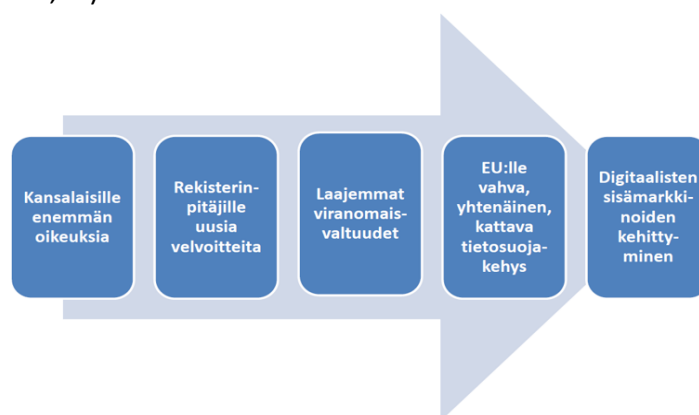 Kansalaisille
enemmän
oikeuksia
Rekisterin-
pitäjille
uusia
velvoitteita
Laajemmat
viranomais-
valtuudet
EU:lle
vahva,
yhtenäinen,
kattava
tietosuoja-
kehys
Digitaalisten
sisämarkki-
noiden
kehitty-
minen